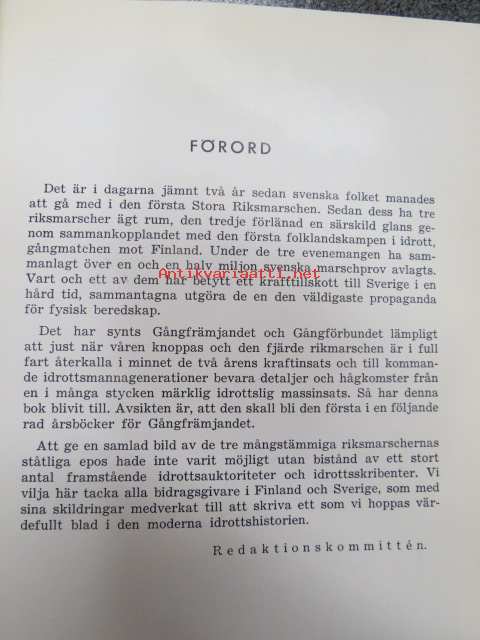 FÖRORD
Det är i dagarna jämnt två år sedan svenska folket manades
att gå med i den första Stora Riksmarschen. Sedan dess ha tre
riksmarscher ägt rum, den tredje förlänad en särskild glans ge-
nom sammankopplandet med den första folklandskampen i idrott,
gångmatchen mot Finland. Under de tre evenemangen ha sam-
manlagt över en och en halv miljon svenska marschprov avlagts.
Antikvariaatti.net
Vart och ett av dem har betytt ett krafttillskott till Sverige i en
hård tid, sammantagna utgöra de en den väldigaste propaganda
för fysisk beredskap.
Det har synts Gångfrämjandet och Gångförbundet lämpligt
att just när våren knoppas och den fjärde rikmarschen är i full
fart återkalla i minnet de två årens kraftinsats och till komman-
de idrottsmannagenerationer bevara detaljer och hågkomster från
en i många stycken märklig idrottslig massinsats. Så har denna
bok blivit till. Avsikten är, att den skall bli den första i en följande
rad årsböcker för Gångfrämjandet.
Att ge en samlad bild av de tre mångstämmiga riksmarschernas
ståtliga epos hade inte varit möjligt utan bistånd av ett stort
antal framstående idrottsauktoriteter och idrottsskribenter. Vi
vilja här tacka alla bidragsgivare i Finland och Sverige, som med
sina skildringar medverkat till att skriva ett som vi hoppas vär-
defullt blad i den moderna idrottshistorien.
Redaktionskommittén.